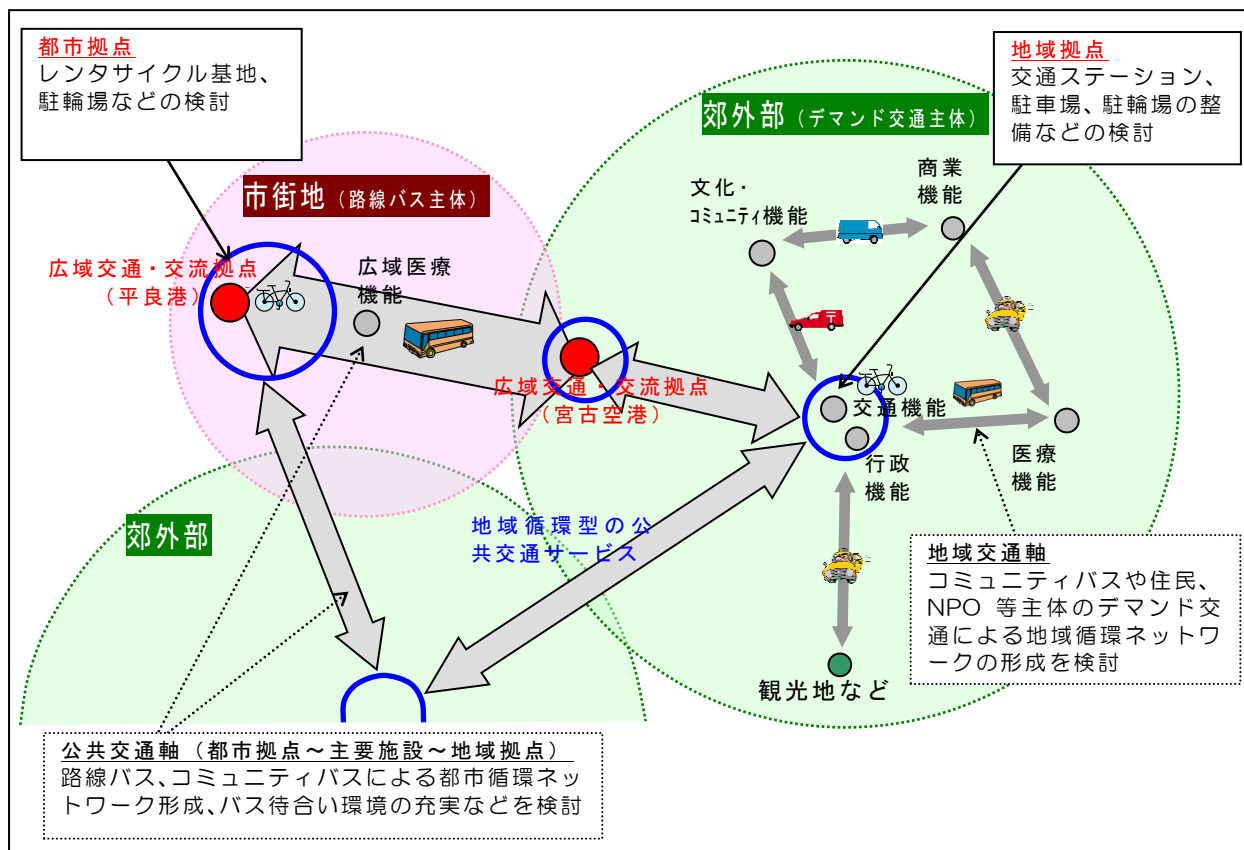 都市拠点
レンタサイクル基地、
駐輪場などの検討
地域拠点
交通ステーション、
駐車場、駐輪場の整
備などの検討
郊外部（デマンド交通主体）
市街地（路線バス主体）
文化・
コミュニティ機能
商業
機能
広域交通・交流拠点
（平良港）
広域医療
機能
広域交通・交流拠点
（宮古空港）
交通機能
行政
機能
医療
機能
郊外部
地域循環型の公
共交通サービス
地域交通軸
コミュニティバスや住民、
NPO 等主体のデマンド交
通による地域循環ネットワ
ークの形成を検討
観光地など
公共交通軸（都市拠点～主要施設～地域拠点）
路線バス、コミュニティバスによる都市循環ネッ
トワーク形成、バス待合い環境の充実などを検討